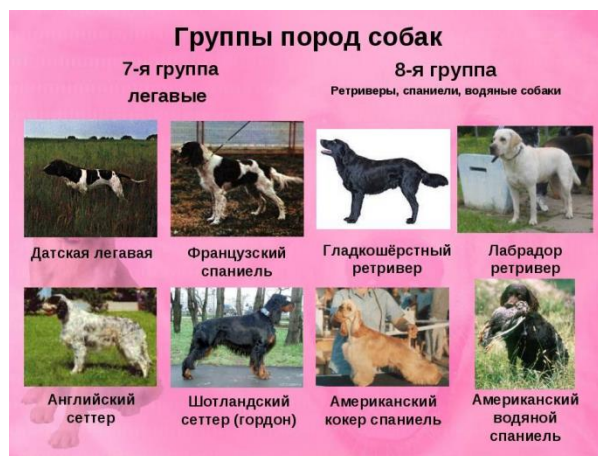 Группы пород собак
7-я группа
легавые
8-я группа
Ретриверы, спаниели, водяные собаки
Датская легавая
Французский
спаниель
Гладкошёрстный
ретривер
Лабрадор
ретривер
Английский
сеттер
Шотландский
сеттер (гордон)
Американский
кокер спаниель
Американский
водяной
спаниель